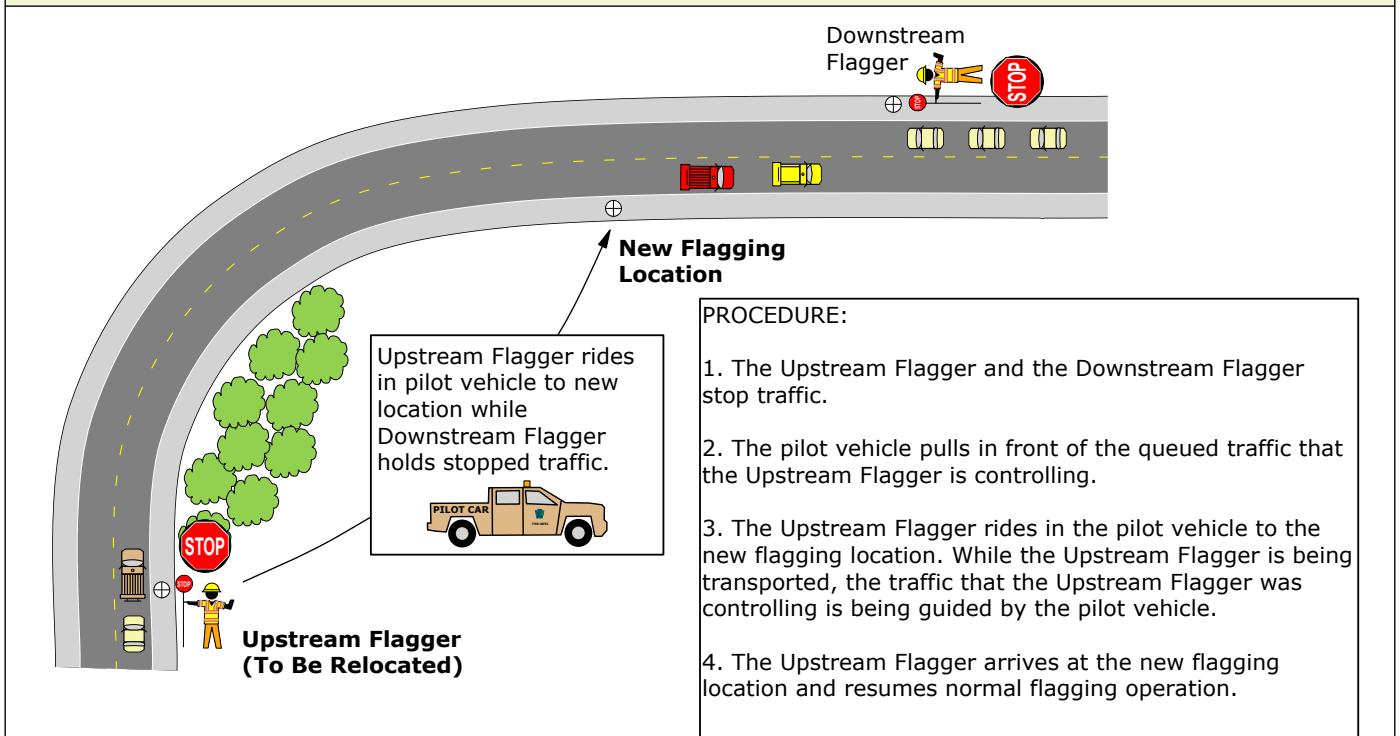 Downstream
Flagger
STOP
STOP
New Flagging
Location
Upstream Flagger rides
in pilot vehicle to new
location while
Downstream Flagger
holds stopped traffic.
PILOT CAR
STOP
STOP
Upstream Flagger
(To Be Relocated)
PROCEDURE:
1. The Upstream Flagger and the Downstream Flagger
stop traffic.
2. The pilot vehicle pulls in front of the queued traffic that
the Upstream Flagger is controlling.
3. The Upstream Flagger rides in the pilot vehicle to the
new flagging location. While the Upstream Flagger is being
transported, the traffic that the Upstream Flagger was
controlling is being guided by the pilot vehicle.
4. The Upstream Flagger arrives at the new flagging
location and resumes normal flagging operation.